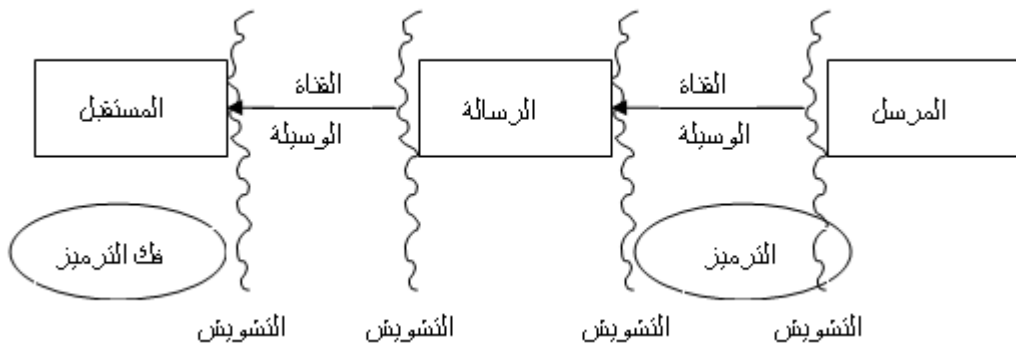 القناة
القناة
المرسل
الرسالة
المستقبل
الوسيلة
الوسيلة
الترميز
فك الترميز
التشويش
التشويش
التشويش
التشويش